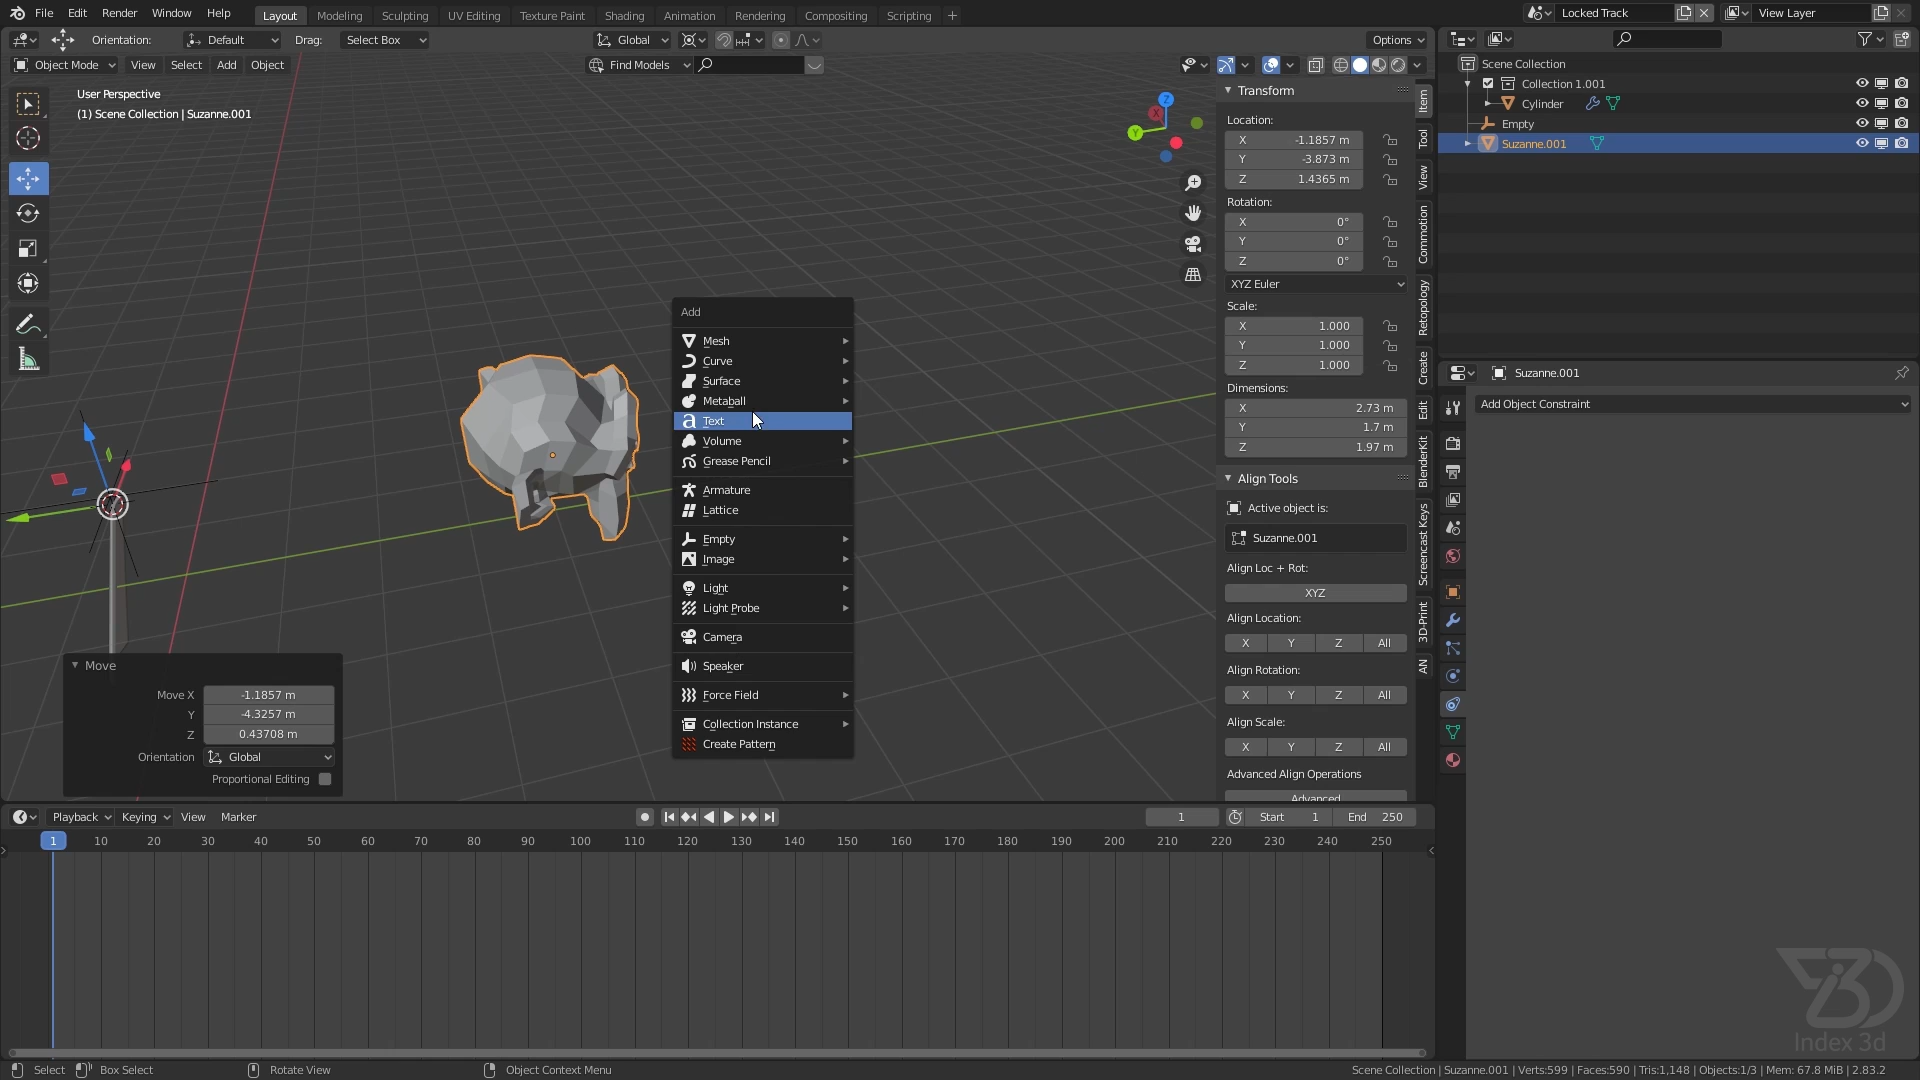 File Edit Render Window Help Layout Modeling Sculpting UV Editing Texture Paint Shading Animation Rendering Compositing Scripting + Locked Track View Layer
Orientation: Default Drag: Select Box Global Options
Object Mode View Select Add Object Find Models
User Perspective
(1) Scene Collection | Suzanne.001
Z
X
Y
Add
Mesh
Curve
Surface
Metaball
Text
Volume
Grease Pencil
Armature
Lattice
Empty
Image
Light
Light Probe
Camera
Speaker
Force Field
Collection Instance
Create Pattern
Move
Move X -1.1857 m
Y -4.3257 m
Z 0.43708 m
Orientation Global
Proportional Editing
Transform
Location:
X -1.1857 m
Y -3.873 m
Z 1.4365 m
Rotation:
X 0°
Y 0°
Z 0°
XYZ Euler
Scale:
X 1.000
Y 1.000
Z 1.000
Dimensions:
X 2.73 m
Y 1.7 m
Z 1.97 m
Align Tools
Active object is:
Suzanne.001
Align Loc + Rot:
XYZ
Align Location:
X Y Z All
Align Rotation:
X Y Z All
Align Scale:
X Y Z All
Advanced Align Operations
Advanced
Item
Tool
View
Commotion
Retopology
Create
Edit
BlenderKit
Screencast Keys
3D-Print
AN
Scene Collection
Collection 1.001
Cylinder
Empty
Suzanne.001
Suzanne.001
Add Object Constraint
Playback Keying View Marker 1 Start 1 End 250
1 10 20 30 40 50 60 70 80 90 100 110 120 130 140 150 160 170 180 190 200 210 220 230 240 250
Index 3d
Select Box Select Rotate View Object Context Menu Scene Collection | Suzanne.001 | Verts:599 | Faces:590 | Tris:1,148 | Objects:1/3 | Mem: 67.8 MiB | 2.83.2